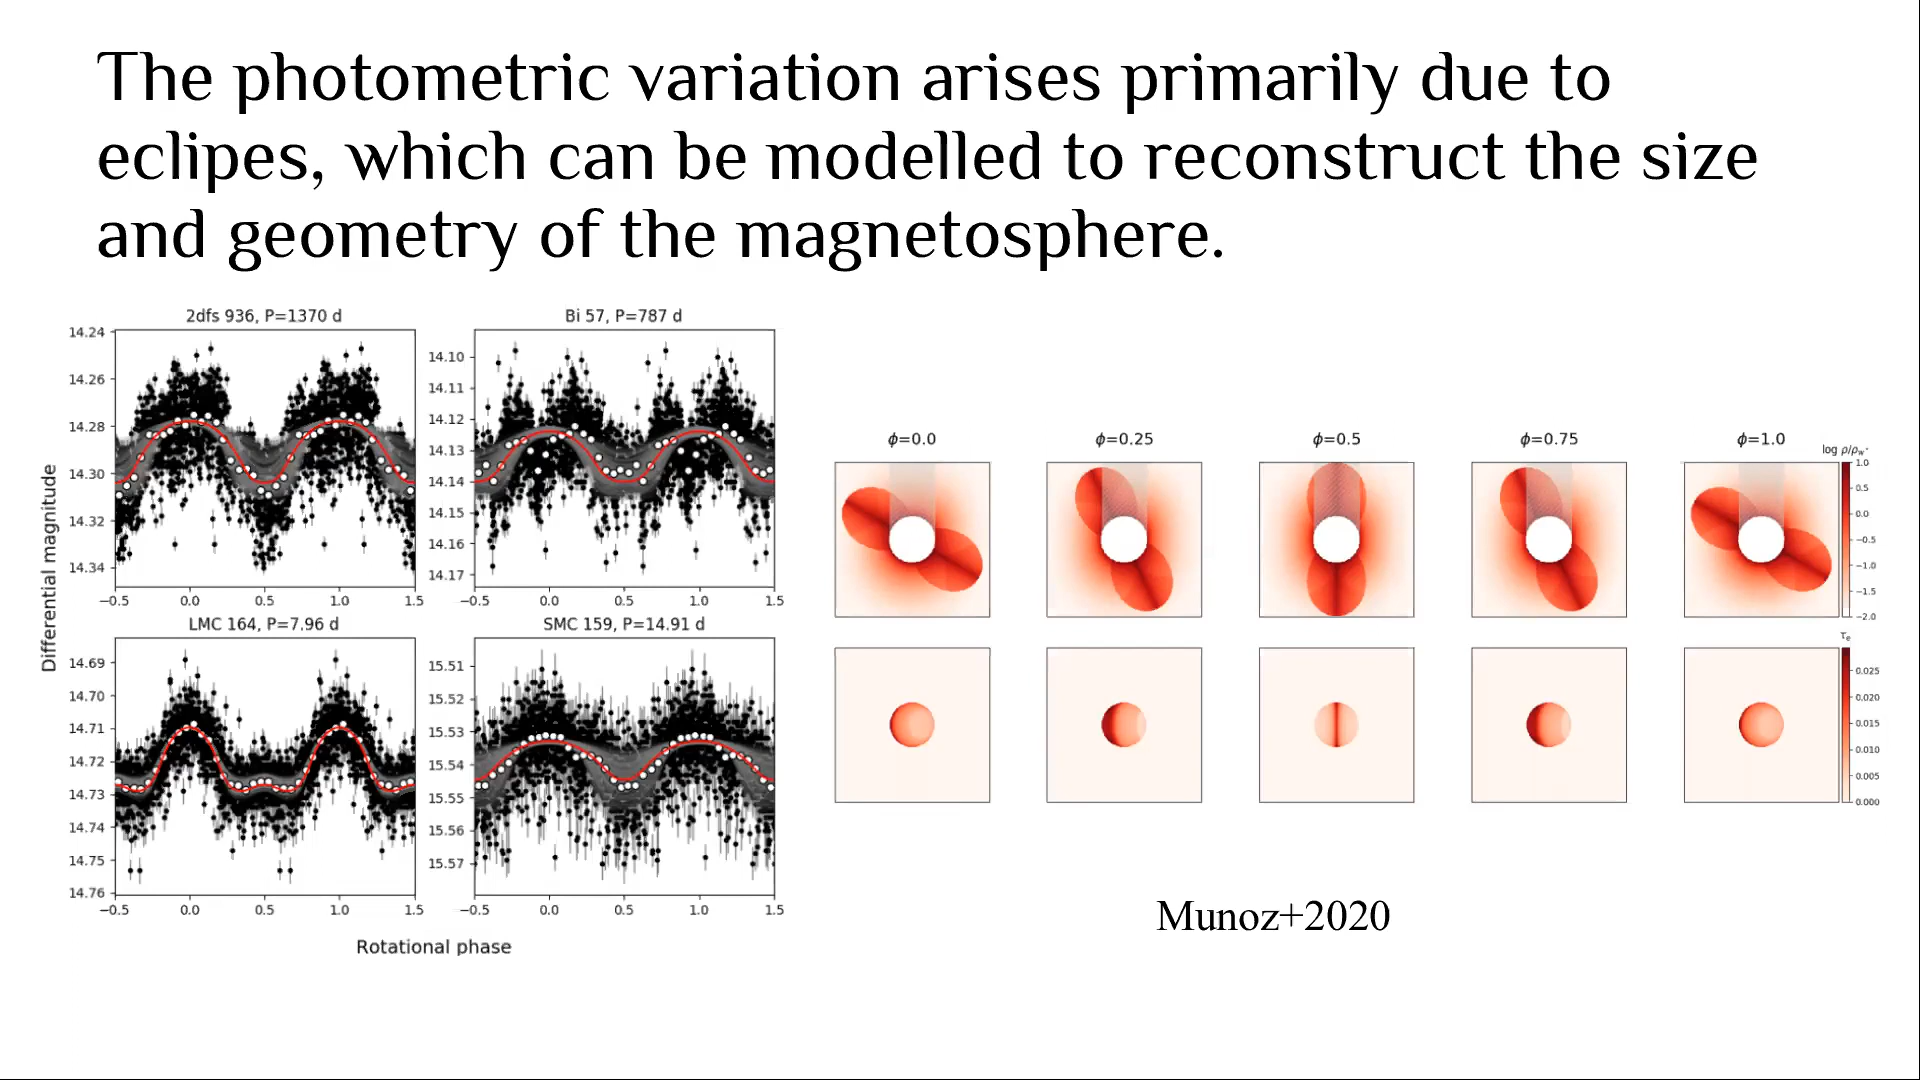 The photometric variation arises primarily due to
eclipes, which can be modelled to reconstruct the size
and geometry of the magnetosphere.
Differential magnitude
2dfs 936, P=1370 d
14.24
14.26
14.28
14.30
14.32
14.34
−0.5 0.0 0.5 1.0 1.5
Bi 57, P=787 d
14.10
14.11
14.12
14.13
14.14
14.15
14.16
14.17
−0.5 0.0 0.5 1.0 1.5
LMC 164, P=7.96 d
14.69
14.70
14.71
14.72
14.73
14.74
14.75
14.76
−0.5 0.0 0.5 1.0 1.5
SMC 159, P=14.91 d
15.51
15.52
15.53
15.54
15.55
15.56
15.57
−0.5 0.0 0.5 1.0 1.5
Rotational phase
ϕ=0.0 ϕ=0.25 ϕ=0.5 ϕ=0.75 ϕ=1.0
log ρ/ρw*
1.0
0.5
0.0
−0.5
−1.0
−1.5
−2.0
τe
0.025
0.020
0.015
0.010
0.005
0.000
Munoz+2020